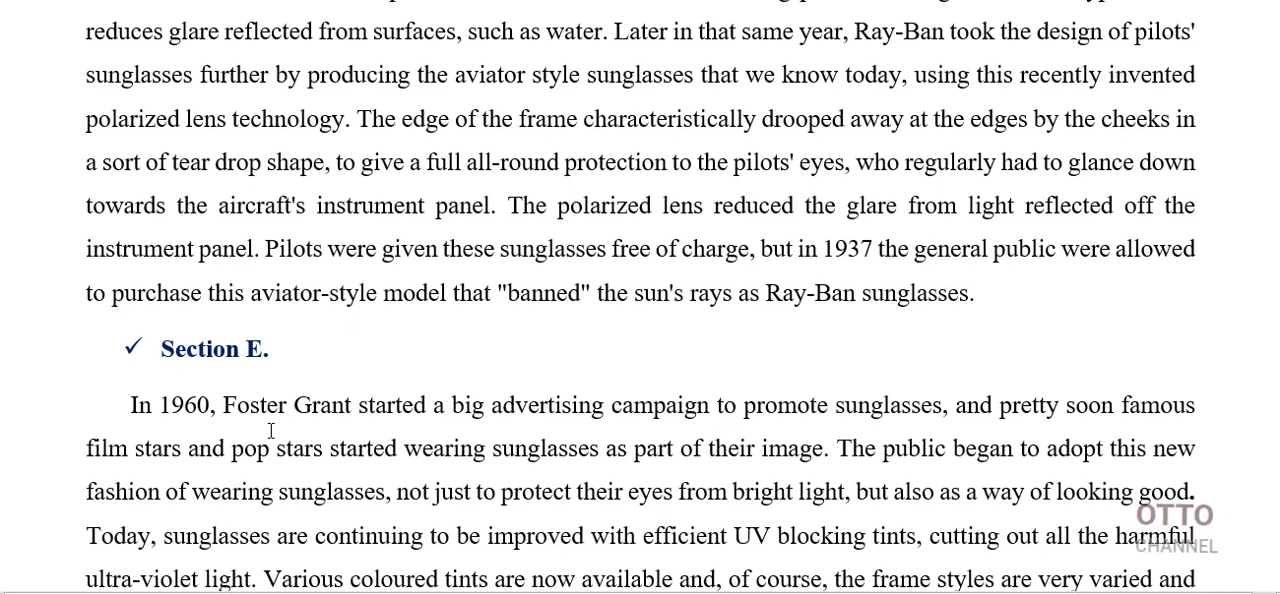 reduces glare reflected from surfaces, such as water. Later in that same year, Ray-Ban took the design of pilots'
sunglasses further by producing the aviator style sunglasses that we know today, using this recently invented
polarized lens technology. The edge of the frame characteristically drooped away at the edges by the cheeks in
a sort of tear drop shape, to give a full all-round protection to the pilots' eyes, who regularly had to glance down
towards the aircraft's instrument panel. The polarized lens reduced the glare from light reflected off the
instrument panel. Pilots were given these sunglasses free of charge, but in 1937 the general public were allowed
to purchase this aviator-style model that "banned" the sun's rays as Ray-Ban sunglasses.
✓ Section E.
In 1960, Foster Grant started a big advertising campaign to promote sunglasses, and pretty soon famous
film stars and pop stars started wearing sunglasses as part of their image. The public began to adopt this new
fashion of wearing sunglasses, not just to protect their eyes from bright light, but also as a way of looking good.
Today, sunglasses are continuing to be improved with efficient UV blocking tints, cutting out all the harmful
ultra-violet light. Various coloured tints are now available and, of course, the frame styles are very varied and
OTTO
CHANNEL